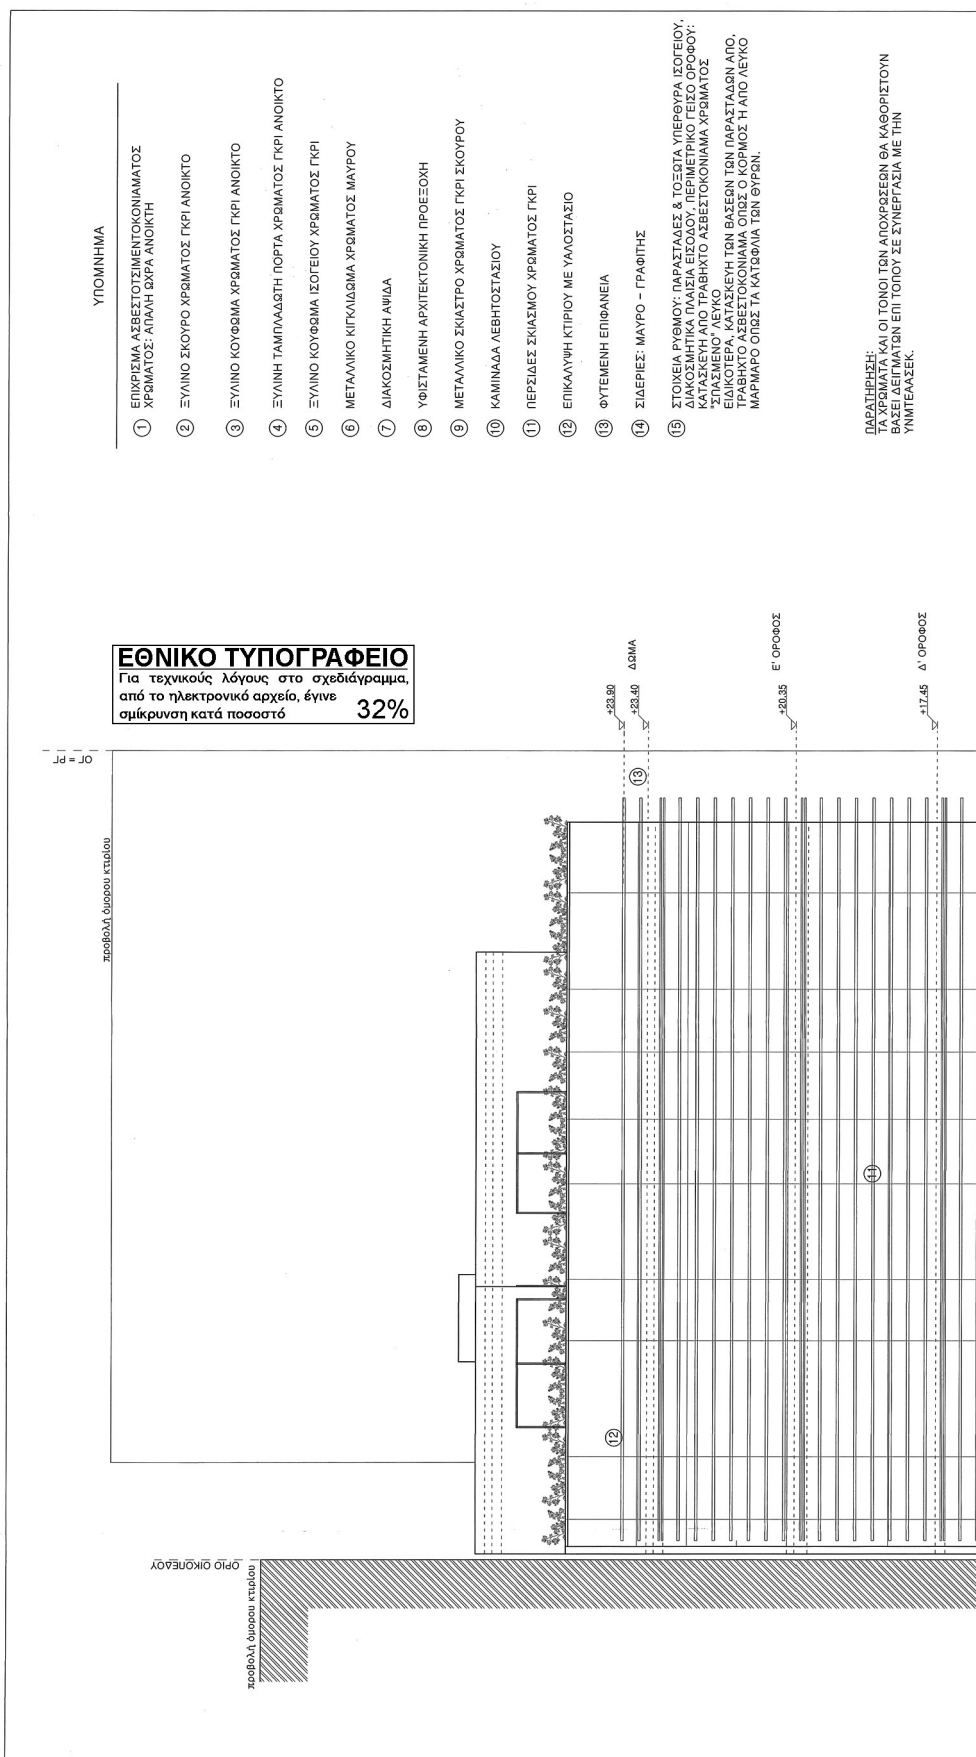 ΥΠΟΜΝΗΜΑ
1 ΕΠΙΧΡΙΣΜΑ ΑΣΒΕΣΤΟΤΣΙΜΕΝΤΟΚΟΝΙΑΜΑΤΟΣ
ΧΡΩΜΑΤΟΣ: ΑΠΑΛΗ ΩΧΡΑ ΑΝΟΙΚΤΗ
2 ΞΥΛΙΝΟ ΣΚΟΥΡΟ ΧΡΩΜΑΤΟΣ ΓΚΡΙ ΑΝΟΙΚΤΟ
3 ΞΥΛΙΝΟ ΚΟΥΦΩΜΑ ΧΡΩΜΑΤΟΣ ΓΚΡΙ ΑΝΟΙΚΤΟ
4 ΞΥΛΙΝΗ ΤΑΜΠΛΑΔΩΤΗ ΠΟΡΤΑ ΧΡΩΜΑΤΟΣ ΓΚΡΙ ΑΝΟΙΚΤΟ
5 ΞΥΛΙΝΟ ΚΟΥΦΩΜΑ ΙΣΟΓΕΙΟΥ ΧΡΩΜΑΤΟΣ ΓΚΡΙ
6 ΜΕΤΑΛΛΙΚΟ ΚΙΓΚΛΙΔΩΜΑ ΧΡΩΜΑΤΟΣ ΜΑΥΡΟΥ
7 ΔΙΑΚΟΣΜΗΤΙΚΗ ΑΨΙΔΑ
8 ΥΦΙΣΤΑΜΕΝΗ ΑΡΧΙΤΕΚΤΟΝΙΚΗ ΠΡΟΕΞΟΧΗ
9 ΜΕΤΑΛΛΙΚΟ ΣΚΙΑΣΤΡΟ ΧΡΩΜΑΤΟΣ ΓΚΡΙ ΣΚΟΥΡΟΥ
10 ΚΑΜΙΝΑΔΑ ΛΕΒΗΤΟΣΤΑΣΙΟΥ
11 ΠΕΡΣΙΔΕΣ ΣΚΙΑΣΜΟΥ ΧΡΩΜΑΤΟΣ ΓΚΡΙ
12 ΕΠΙΚΑΛΥΨΗ ΚΤΙΡΙΟΥ ΜΕ ΥΑΛΟΣΤΑΣΙΟ
13 ΦΥΤΕΜΕΝΗ ΕΠΙΦΑΝΕΙΑ
14 ΣΙΔΕΡΙΕΣ: ΜΑΥΡΟ – ΓΡΑΦΙΤΗΣ
15 ΣΤΟΙΧΕΙΑ ΡΥΘΜΟΥ: ΠΑΡΑΣΤΑΔΕΣ & ΤΟΞΩΤΑ ΥΠΕΡΘΥΡΑ ΙΣΟΓΕΙΟΥ,
ΔΙΑΚΟΣΜΗΤΙΚΑ ΠΛΑΙΣΙΑ ΕΙΣΟΔΟΥ, ΠΕΡΙΜΕΤΡΙΚΟ ΓΕΙΣΟ ΟΡΟΦΟΥ:
ΚΑΤΑΣΚΕΥΗ ΑΠΟ ΤΡΑΒΗΧΤΟ ΑΣΒΕΣΤΟΚΟΝΙΑΜΑ ΧΡΩΜΑΤΟΣ
"ΣΠΑΣΜΕΝΟ" ΛΕΥΚΟ
ΕΙΔΙΚΟΤΕΡΑ, ΚΑΤΑΣΚΕΥΗ ΤΩΝ ΒΑΣΕΩΝ ΤΩΝ ΠΑΡΑΣΤΑΔΩΝ ΑΠΟ,
ΤΡΑΒΗΧΤΟ ΑΣΒΕΣΤΟΚΟΝΙΑΜΑ ΟΠΩΣ Ο ΚΟΡΜΟΣ Ή ΑΠΟ ΛΕΥΚΟ
ΜΑΡΜΑΡΟ ΟΠΩΣ ΤΑ ΚΑΤΩΦΛΙΑ ΤΩΝ ΘΥΡΩΝ.
ΠΑΡΑΤΗΡΗΣΗ:
ΤΑ ΧΡΩΜΑΤΑ ΚΑΙ ΟΙ ΤΟΝΟΙ ΤΩΝ ΑΠΟΧΡΩΣΕΩΝ ΘΑ ΚΑΘΟΡΙΣΤΟΥΝ
ΒΑΣΕΙ ΔΕΙΓΜΑΤΩΝ ΕΠΙ ΤΟΠΟΥ ΣΕ ΣΥΝΕΡΓΑΣΙΑ ΜΕ ΤΗΝ
ΥΝΜΤΕΑΑΣΕΚ.
ΕΘΝΙΚΟ ΤΥΠΟΓΡΑΦΕΙΟ
Για τεχνικούς λόγους στο σχεδιάγραμμα,
από το ηλεκτρονικό αρχείο, έγινε
σμίκρυνση κατά ποσοστό 32%
ΟΓ = ΡΓ
προβολή όμορου κτιρίου
+23.90
+23.40 ΔΩΜΑ
+20.35 Ε' ΟΡΟΦΟΣ
+17.45 Δ' ΟΡΟΦΟΣ
13
11
12
ΟΡΙΟ ΟΙΚΟΠΕΔΟΥ
προβολή όμορου κτιρίου